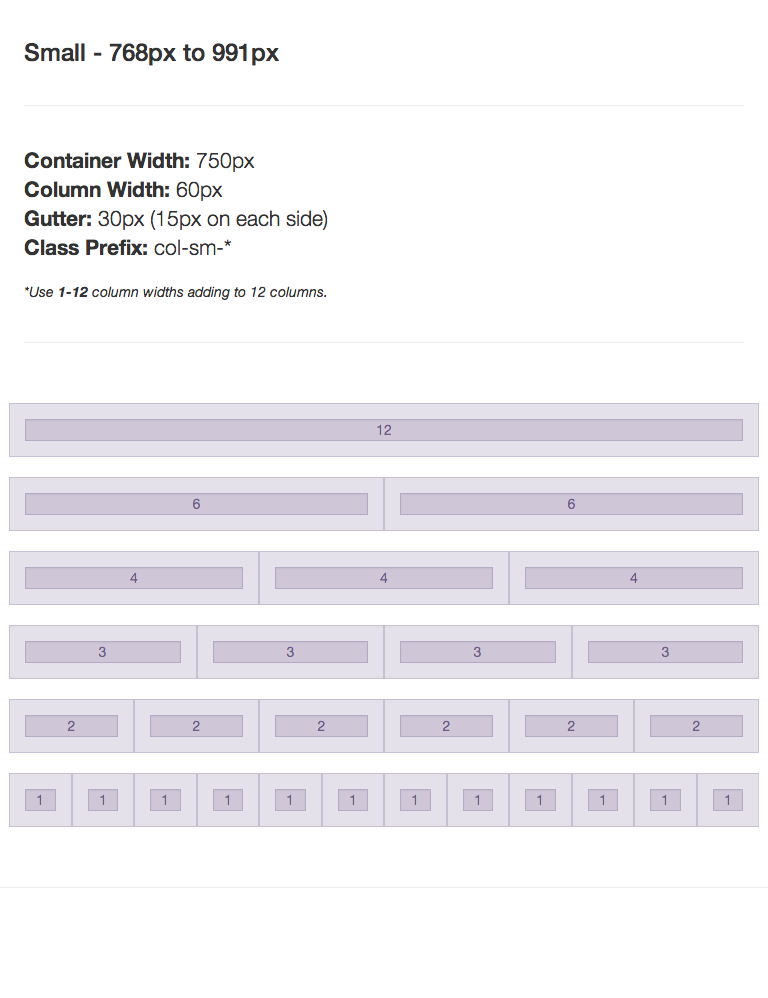 Small - 768px to 991px
Container Width: 750px
Column Width: 60px
Gutter: 30px (15px on each side)
Class Prefix: col-sm-*
*Use 1-12 column widths adding to 12 columns.
12
6 6
4 4 4
3 3 3 3
2 2 2 2 2 2
1 1 1 1 1 1 1 1 1 1 1 1